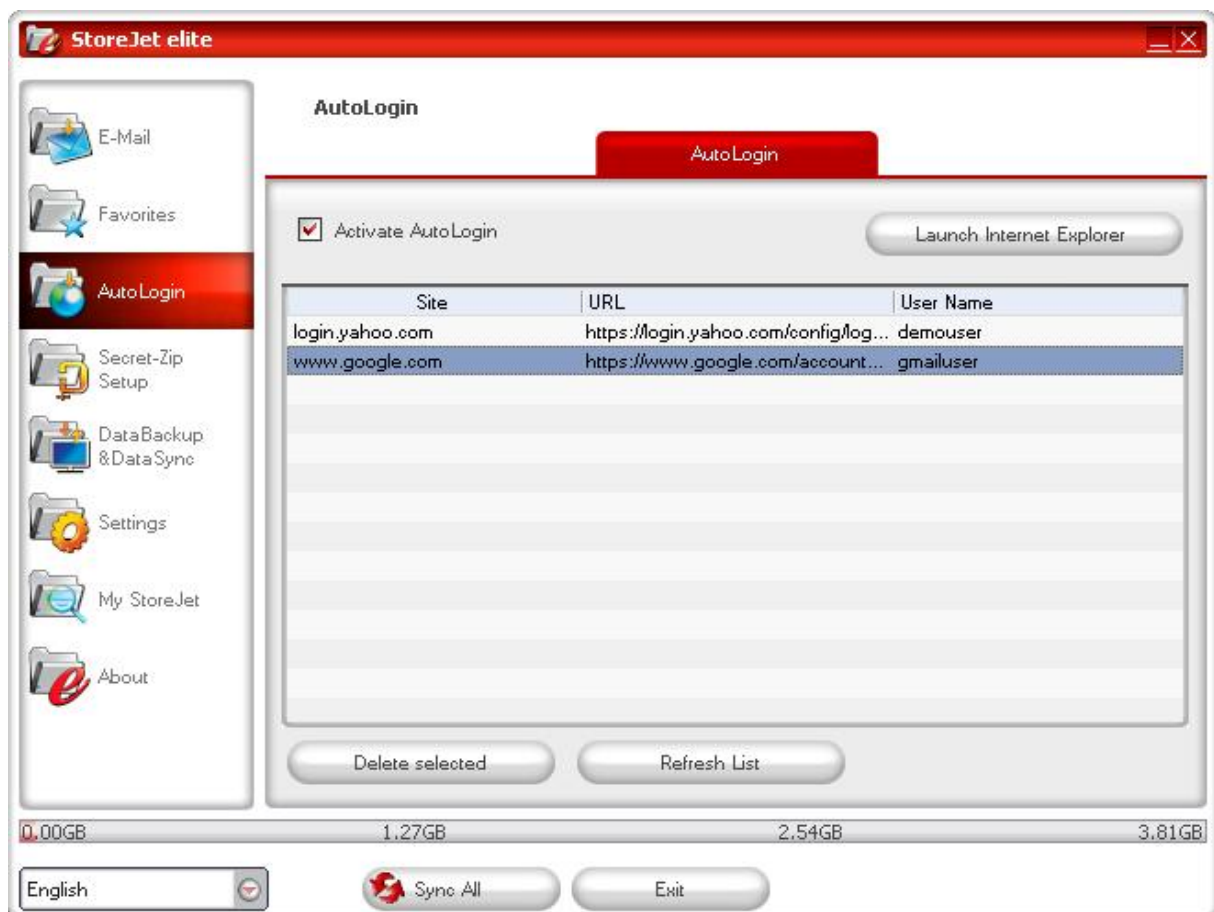 StoreJet elite
E-Mail
Favorites
AutoLogin
Secret-Zip
Setup
DataBackup
&DataSync
Settings
My StoreJet
About
AutoLogin
AutoLogin
Activate AutoLogin
Launch Internet Explorer
Site URL User Name
login.yahoo.com https://login.yahoo.com/config/log... demouser
www.google.com https://www.google.com/account... gmailuser
Delete selected Refresh List
0.00GB 1.27GB 2.54GB 3.81GB
English Sync All Exit